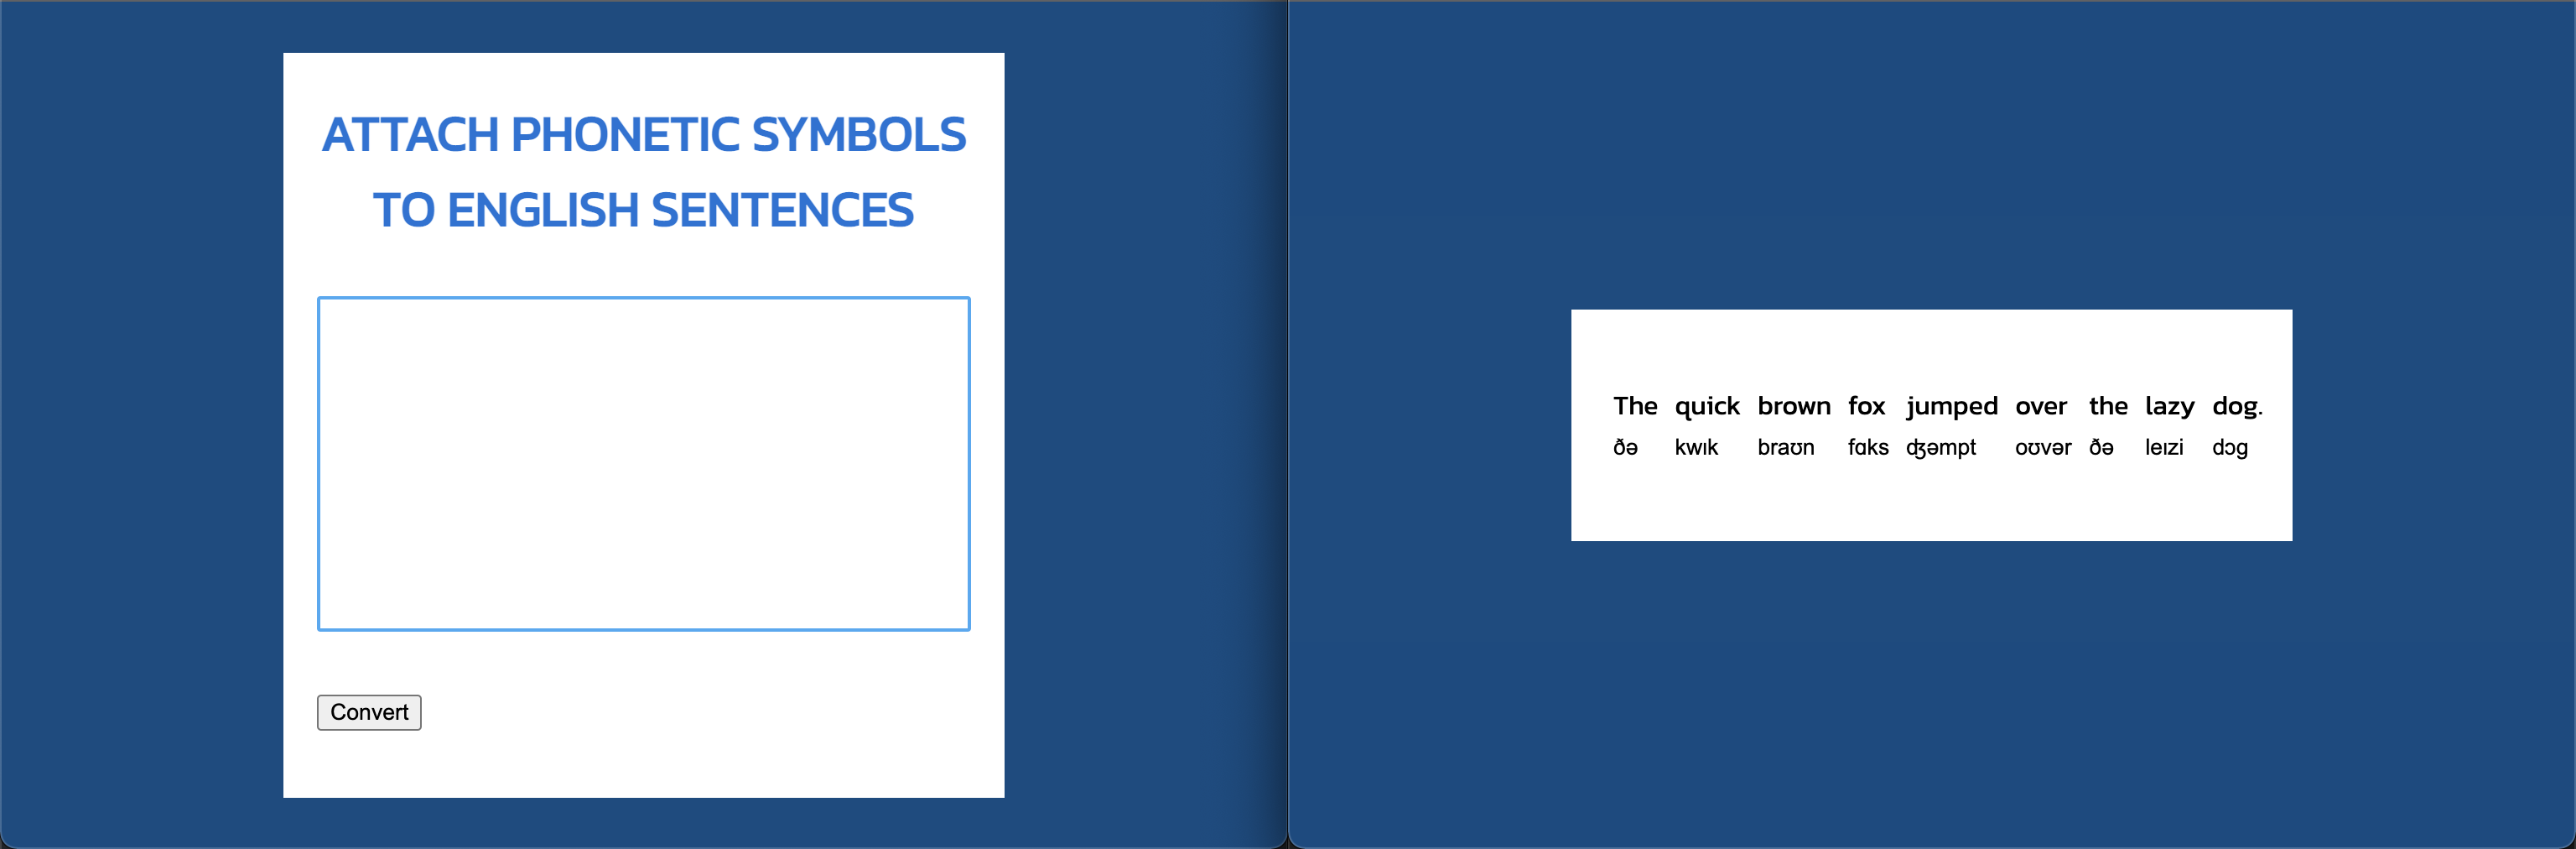 ATTACH PHONETIC SYMBOLS
TO ENGLISH SENTENCES
Convert
The quick brown fox jumped over the lazy dog.
ðə kwɪk braʊn fɑks ʤəmpt oʊvər ðə leɪzi dɔg